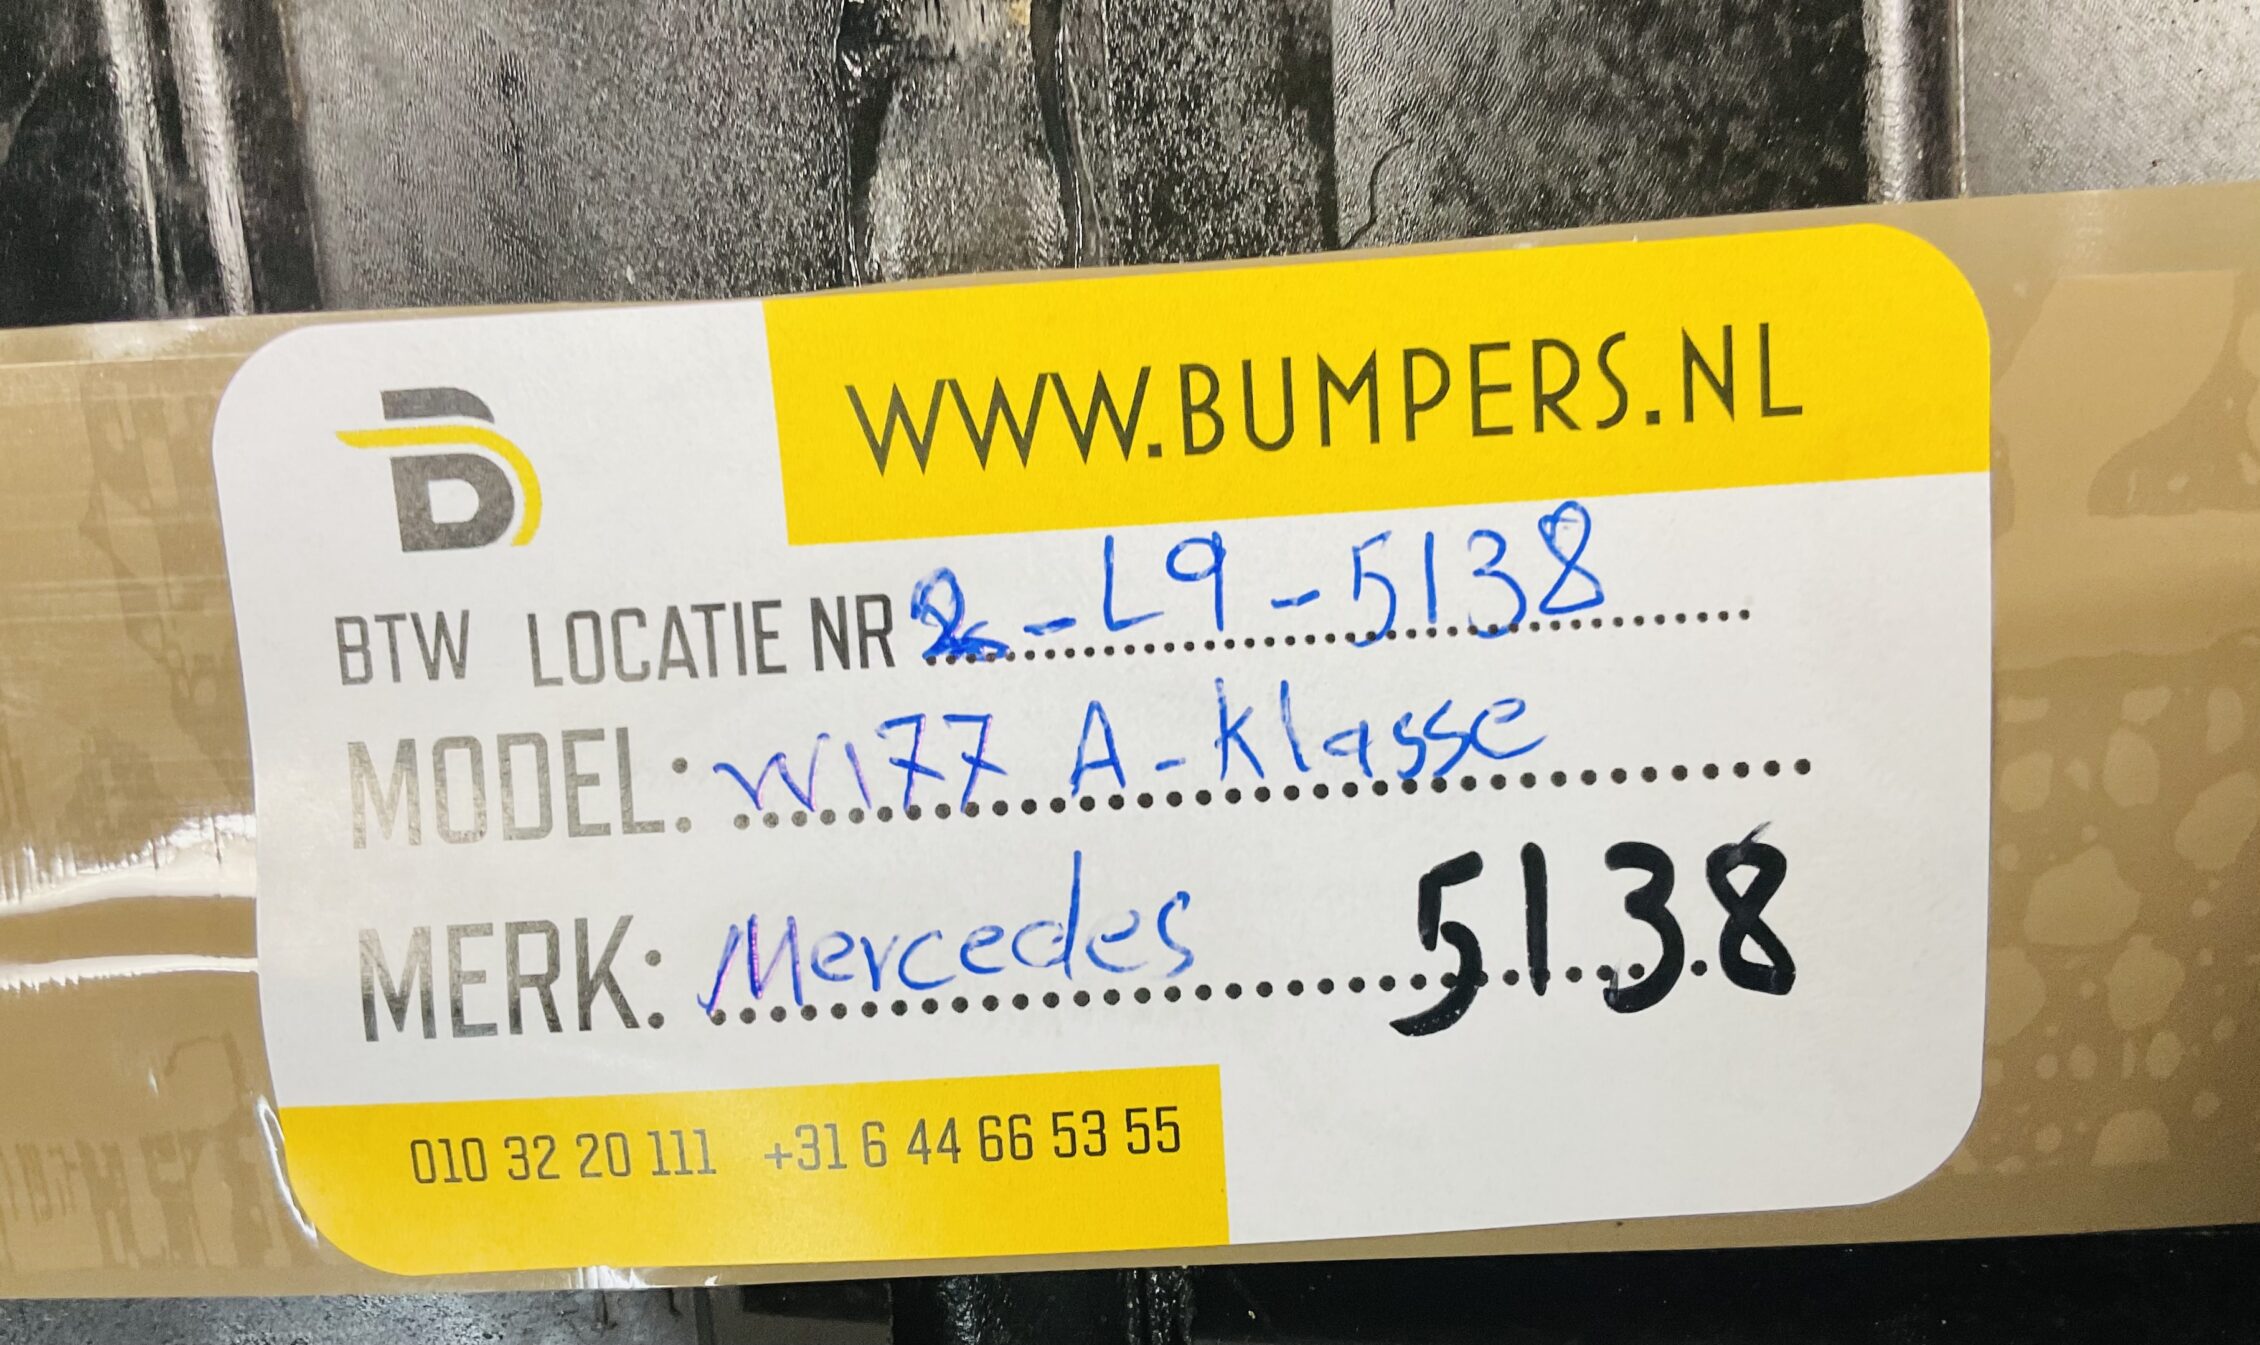 WWW.BUMPERS.NL
BTW LOCATIE NR 2-L9-5138
MODEL: W177 A-Klasse
MERK: Mercedes 5138
010 32 20 111 +31 6 44 66 53 55